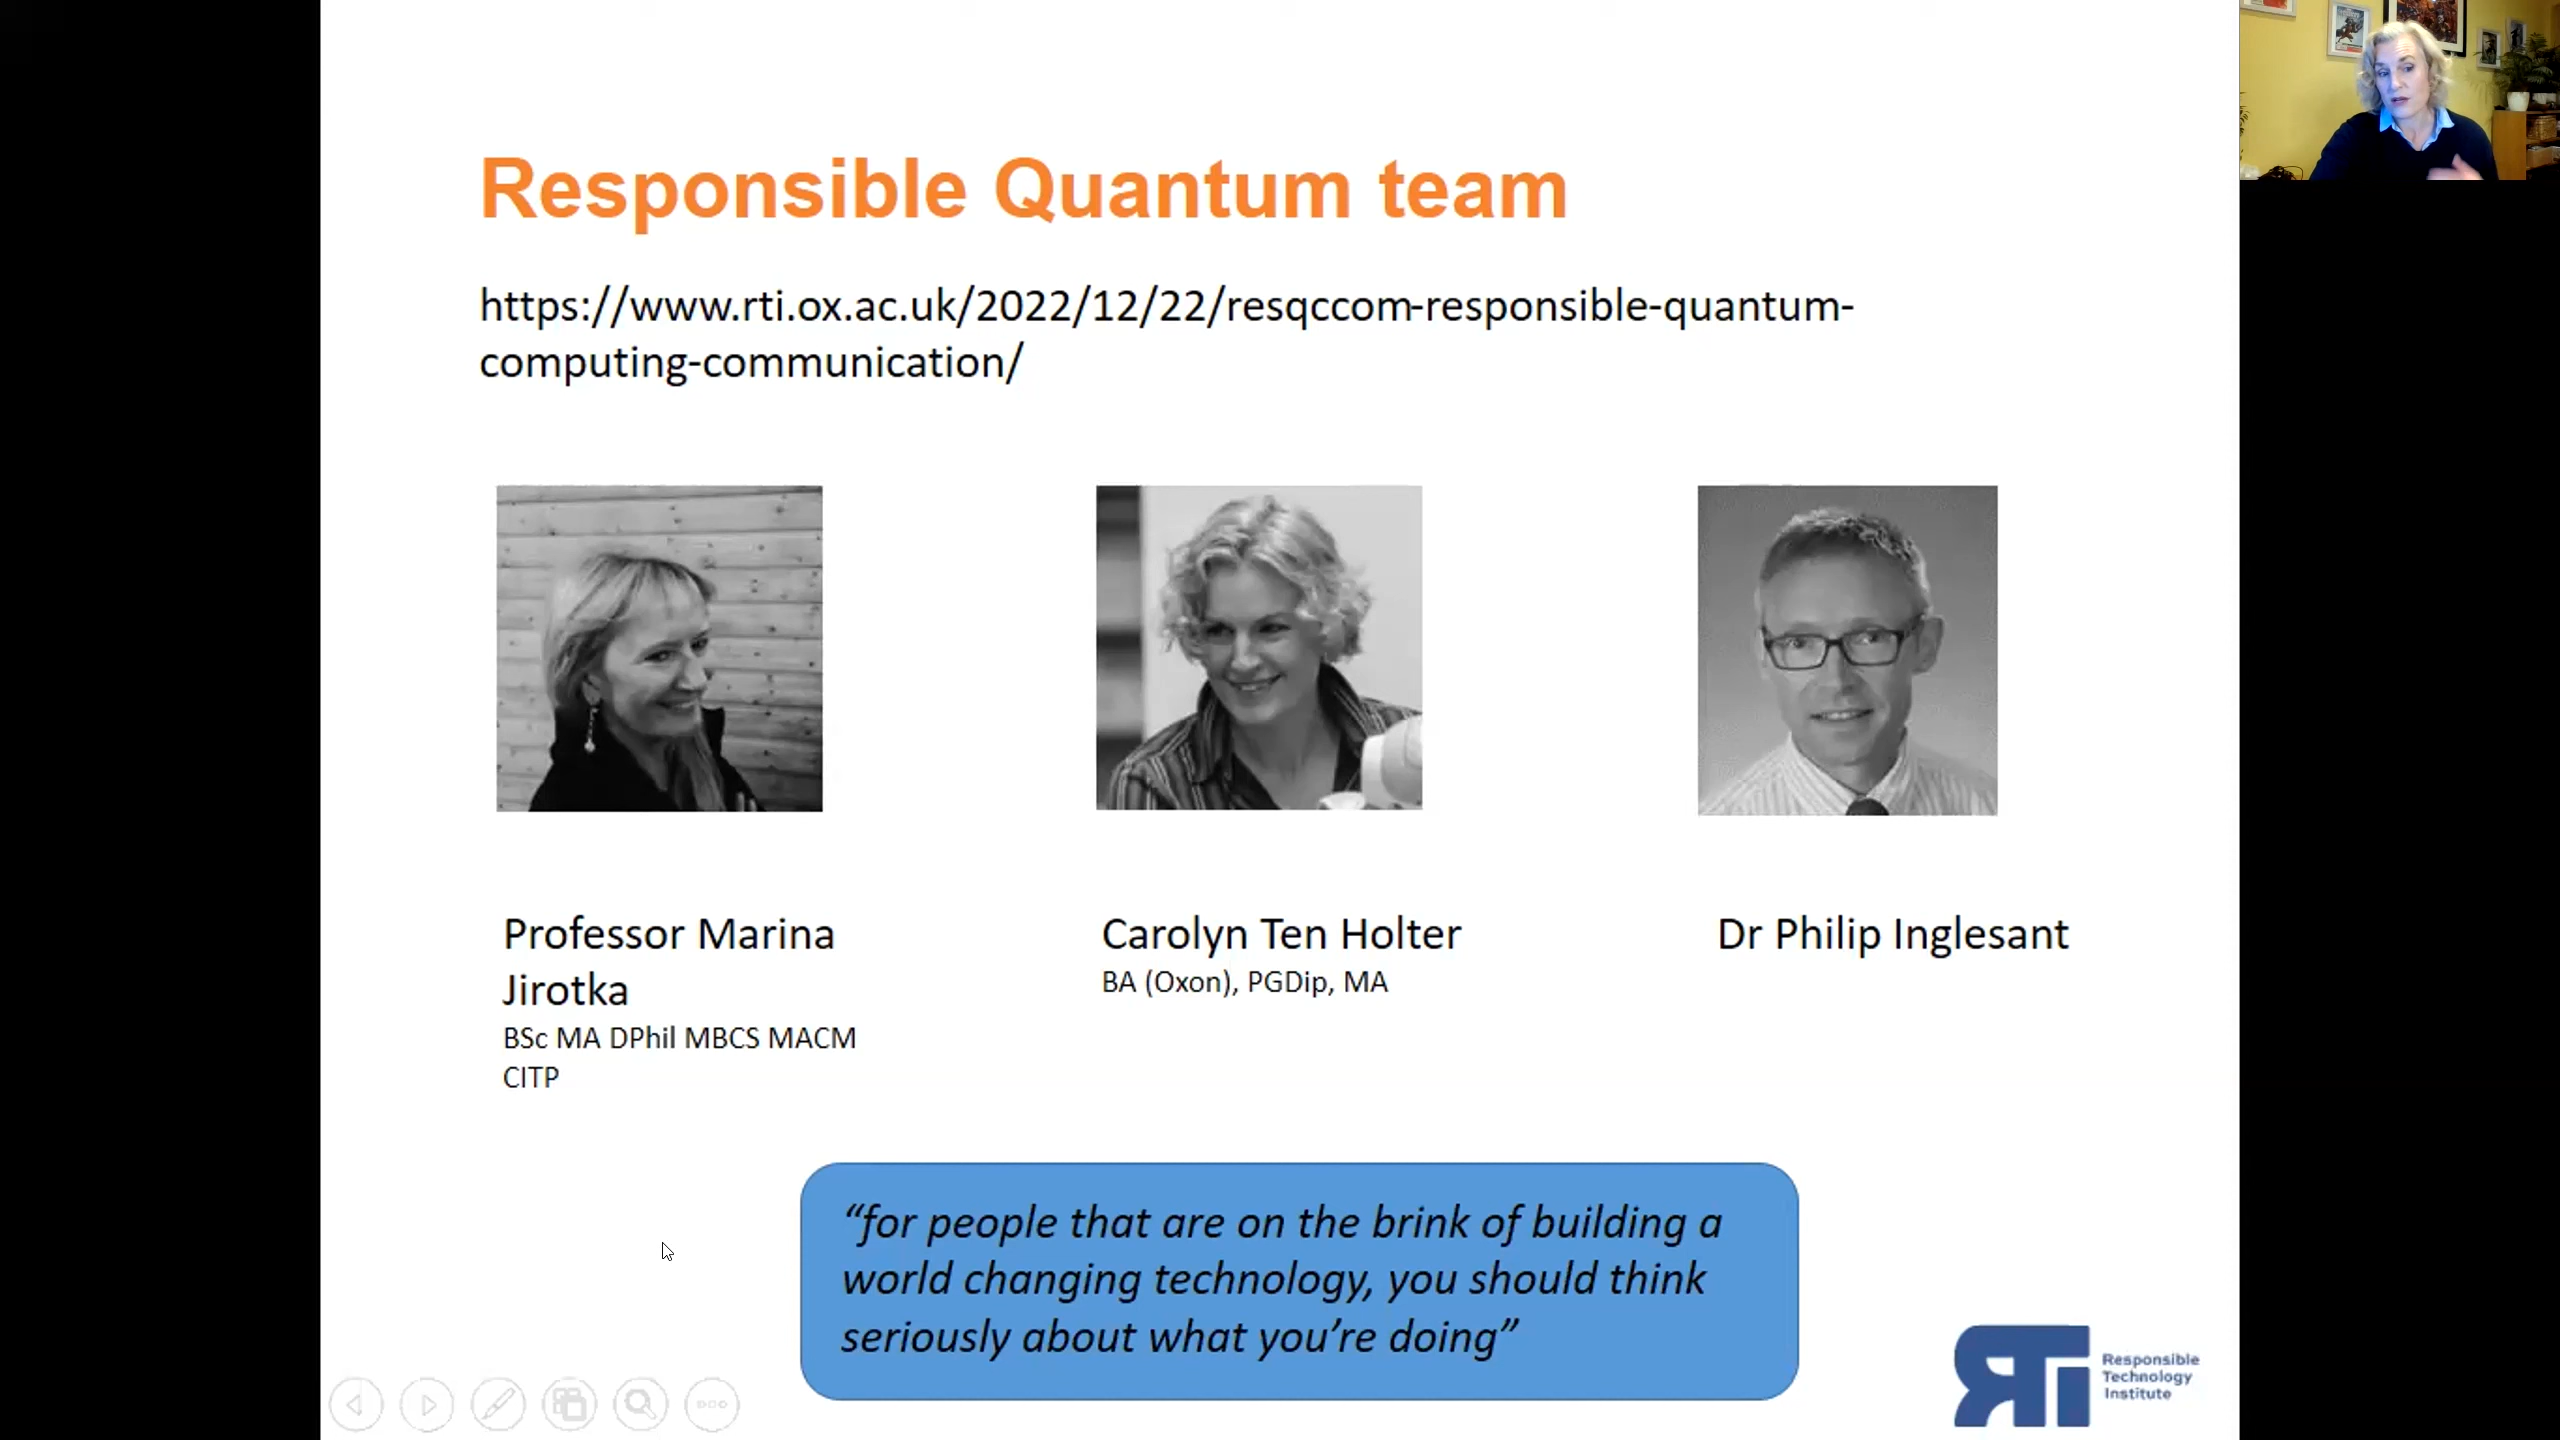 Responsible Quantum team
https://www.rti.ox.ac.uk/2022/12/22/resqccom-responsible-quantum-
computing-communication/
Professor Marina
Jirotka
BSc MA DPhil MBCS MACM
CITP
Carolyn Ten Holter
BA (Oxon), PGDip, MA
Dr Philip Inglesant
“for people that are on the brink of building a
world changing technology, you should think
seriously about what you’re doing”
RTi
Responsible
Technology
Institute